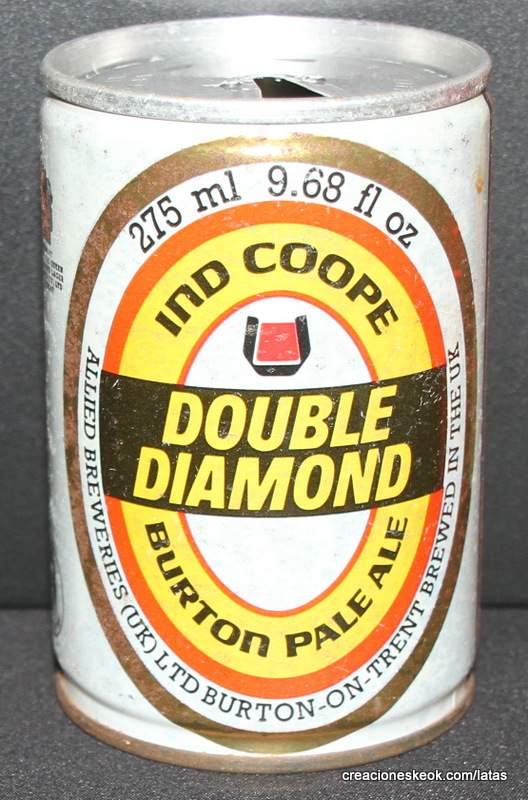 275 ml 9.68 fl oz
IND COOPE
DOUBLE
DIAMOND
BURTON PALE ALE
ALLIED BREWERIES (UK) LTD BURTON-ON-TRENT BREWED IN THE UK
creacioneskeok.com/latas